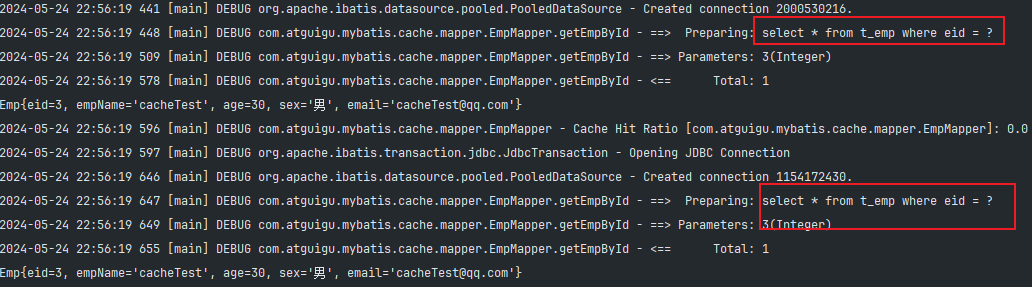 2024-05-24 22:56:19 441 [main] DEBUG org.apache.ibatis.datasource.pooled.PooledDataSource - Created connection 2000530216.
2024-05-24 22:56:19 448 [main] DEBUG com.atguigu.mybatis.cache.mapper.EmpMapper.getEmpById - ==>  Preparing: select * from t_emp where eid = ?
2024-05-24 22:56:19 509 [main] DEBUG com.atguigu.mybatis.cache.mapper.EmpMapper.getEmpById - ==> Parameters: 3(Integer)
2024-05-24 22:56:19 578 [main] DEBUG com.atguigu.mybatis.cache.mapper.EmpMapper.getEmpById - <==      Total: 1
Emp{eid=3, empName='cacheTest', age=30, sex='男', email='cacheTest@qq.com'}
2024-05-24 22:56:19 596 [main] DEBUG com.atguigu.mybatis.cache.mapper.EmpMapper - Cache Hit Ratio [com.atguigu.mybatis.cache.mapper.EmpMapper]: 0.0
2024-05-24 22:56:19 597 [main] DEBUG org.apache.ibatis.transaction.jdbc.JdbcTransaction - Opening JDBC Connection
2024-05-24 22:56:19 646 [main] DEBUG org.apache.ibatis.datasource.pooled.PooledDataSource - Created connection 1154172430.
2024-05-24 22:56:19 647 [main] DEBUG com.atguigu.mybatis.cache.mapper.EmpMapper.getEmpById - ==>  Preparing: select * from t_emp where eid = ?
2024-05-24 22:56:19 649 [main] DEBUG com.atguigu.mybatis.cache.mapper.EmpMapper.getEmpById - ==> Parameters: 3(Integer)
2024-05-24 22:56:19 655 [main] DEBUG com.atguigu.mybatis.cache.mapper.EmpMapper.getEmpById - <==      Total: 1
Emp{eid=3, empName='cacheTest', age=30, sex='男', email='cacheTest@qq.com'}